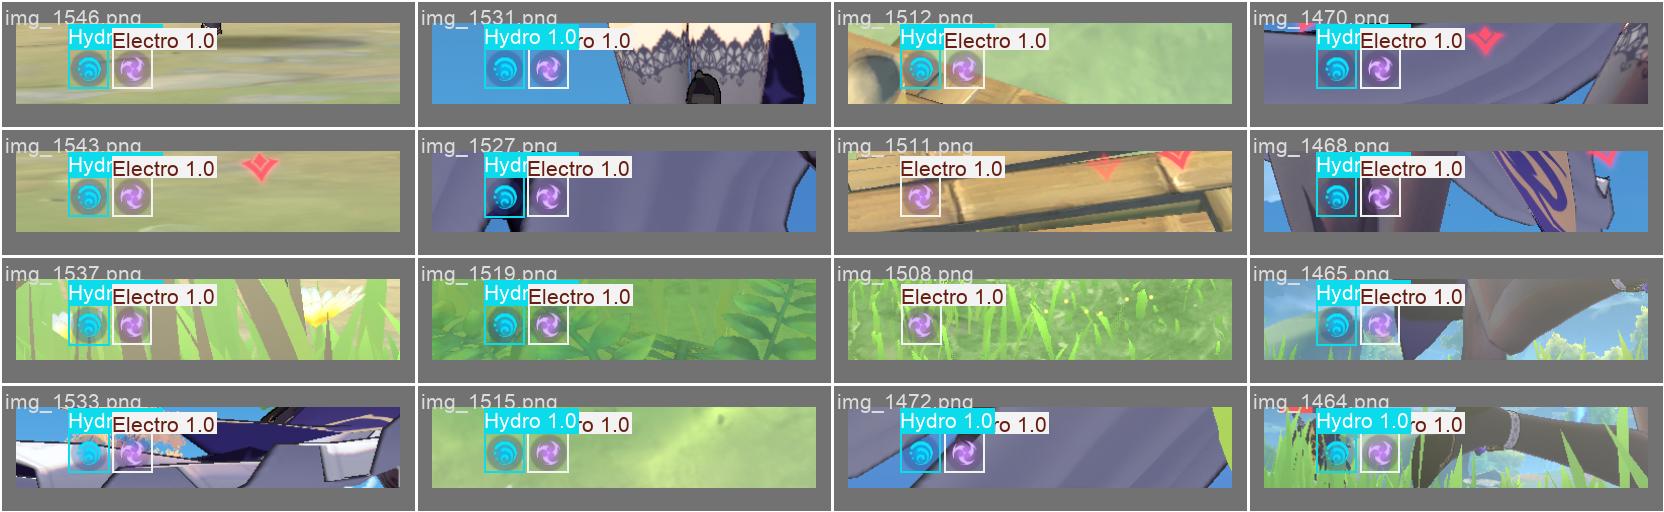 img_1546.png
Hydr
Electro 1.0
img_1531.png
Hydro 1.0
ro 1.0
img_1512.png
Hydr
Electro 1.0
img_1470.png
Hydr
Electro 1.0
img_1543.png
Hydr
Electro 1.0
img_1527.png
Hydr
Electro 1.0
img_1511.png
Electro 1.0
img_1468.png
Hydr
Electro 1.0
img_1537.png
Hydr
Electro 1.0
img_1519.png
Hydr
Electro 1.0
img_1508.png
Electro 1.0
img_1465.png
Hydr
Electro 1.0
img_1533.png
Hydr
Electro 1.0
img_1515.png
Hydro 1.0
ro 1.0
img_1472.png
Hydro 1.0
ro 1.0
img_1464.png
Hydro 1.0
ro 1.0